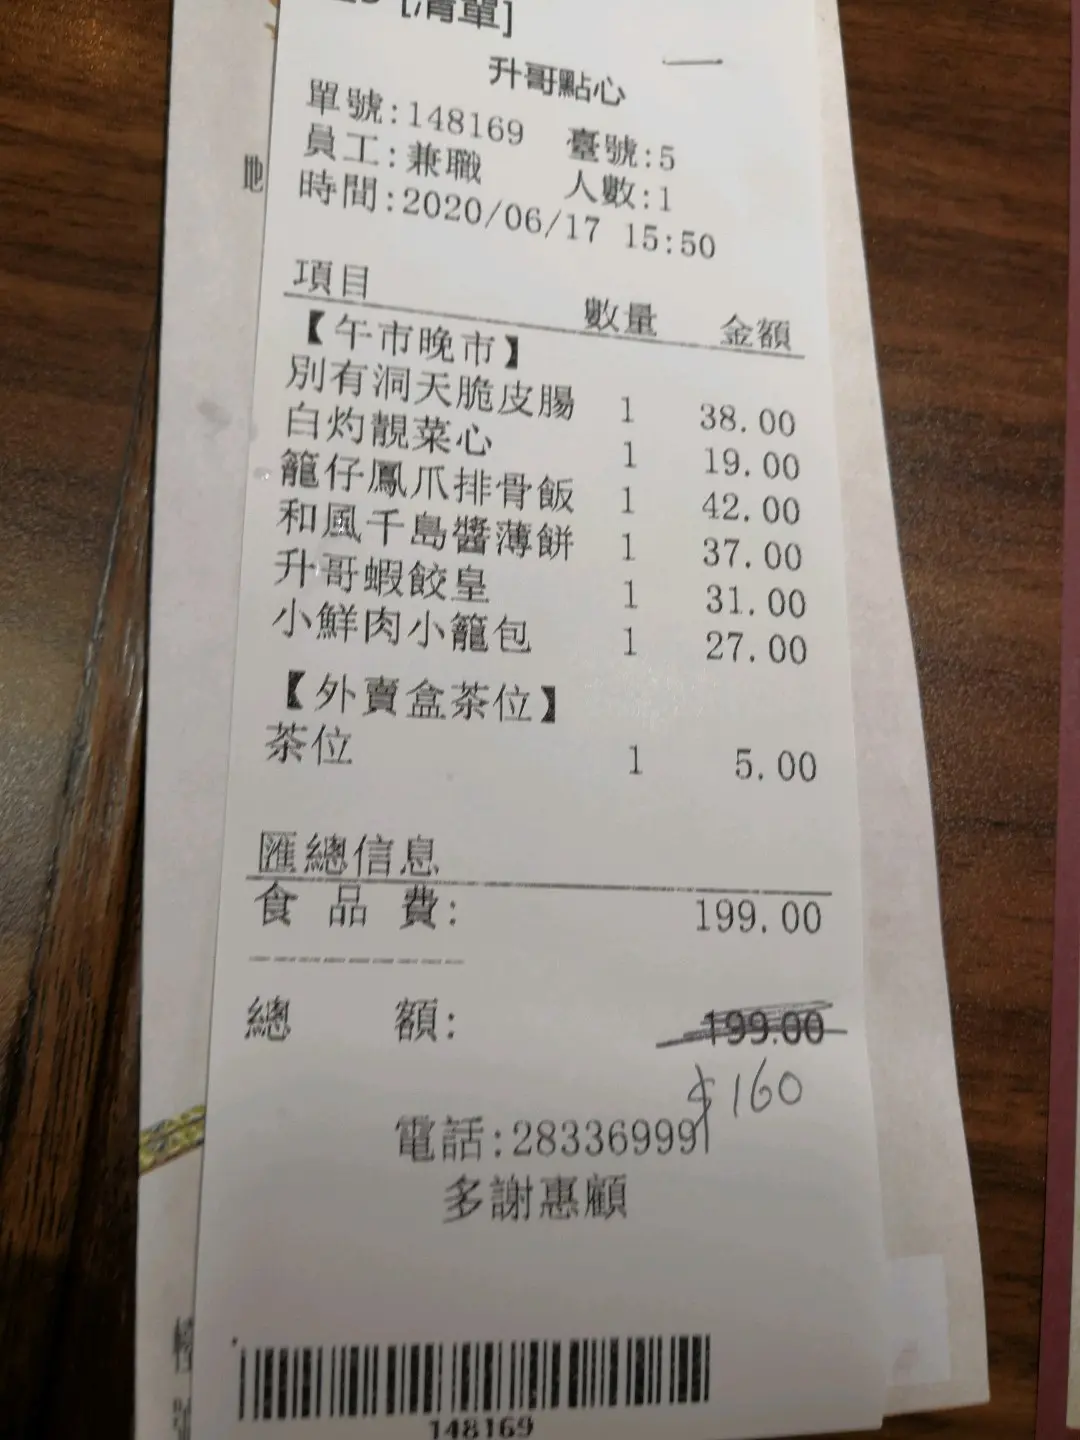 [清單]
升哥點心
單號:148169 臺號:5
員工:兼職 人數:1
時間:2020/06/17 15:50
項目 數量 金額
【午市晚市】
別有洞天脆皮腸 1 38.00
白灼靚菜心 1 19.00
籠仔鳳爪排骨飯 1 42.00
和風千島醬薄餅 1 37.00
升哥蝦餃皇 1 31.00
小鮮肉小籠包 1 27.00
【外賣盒茶位】
茶位 1 5.00
匯總信息
食品費: 199.00
總額: 199.00
$160
電話:28336999
多謝惠顧
148169
地